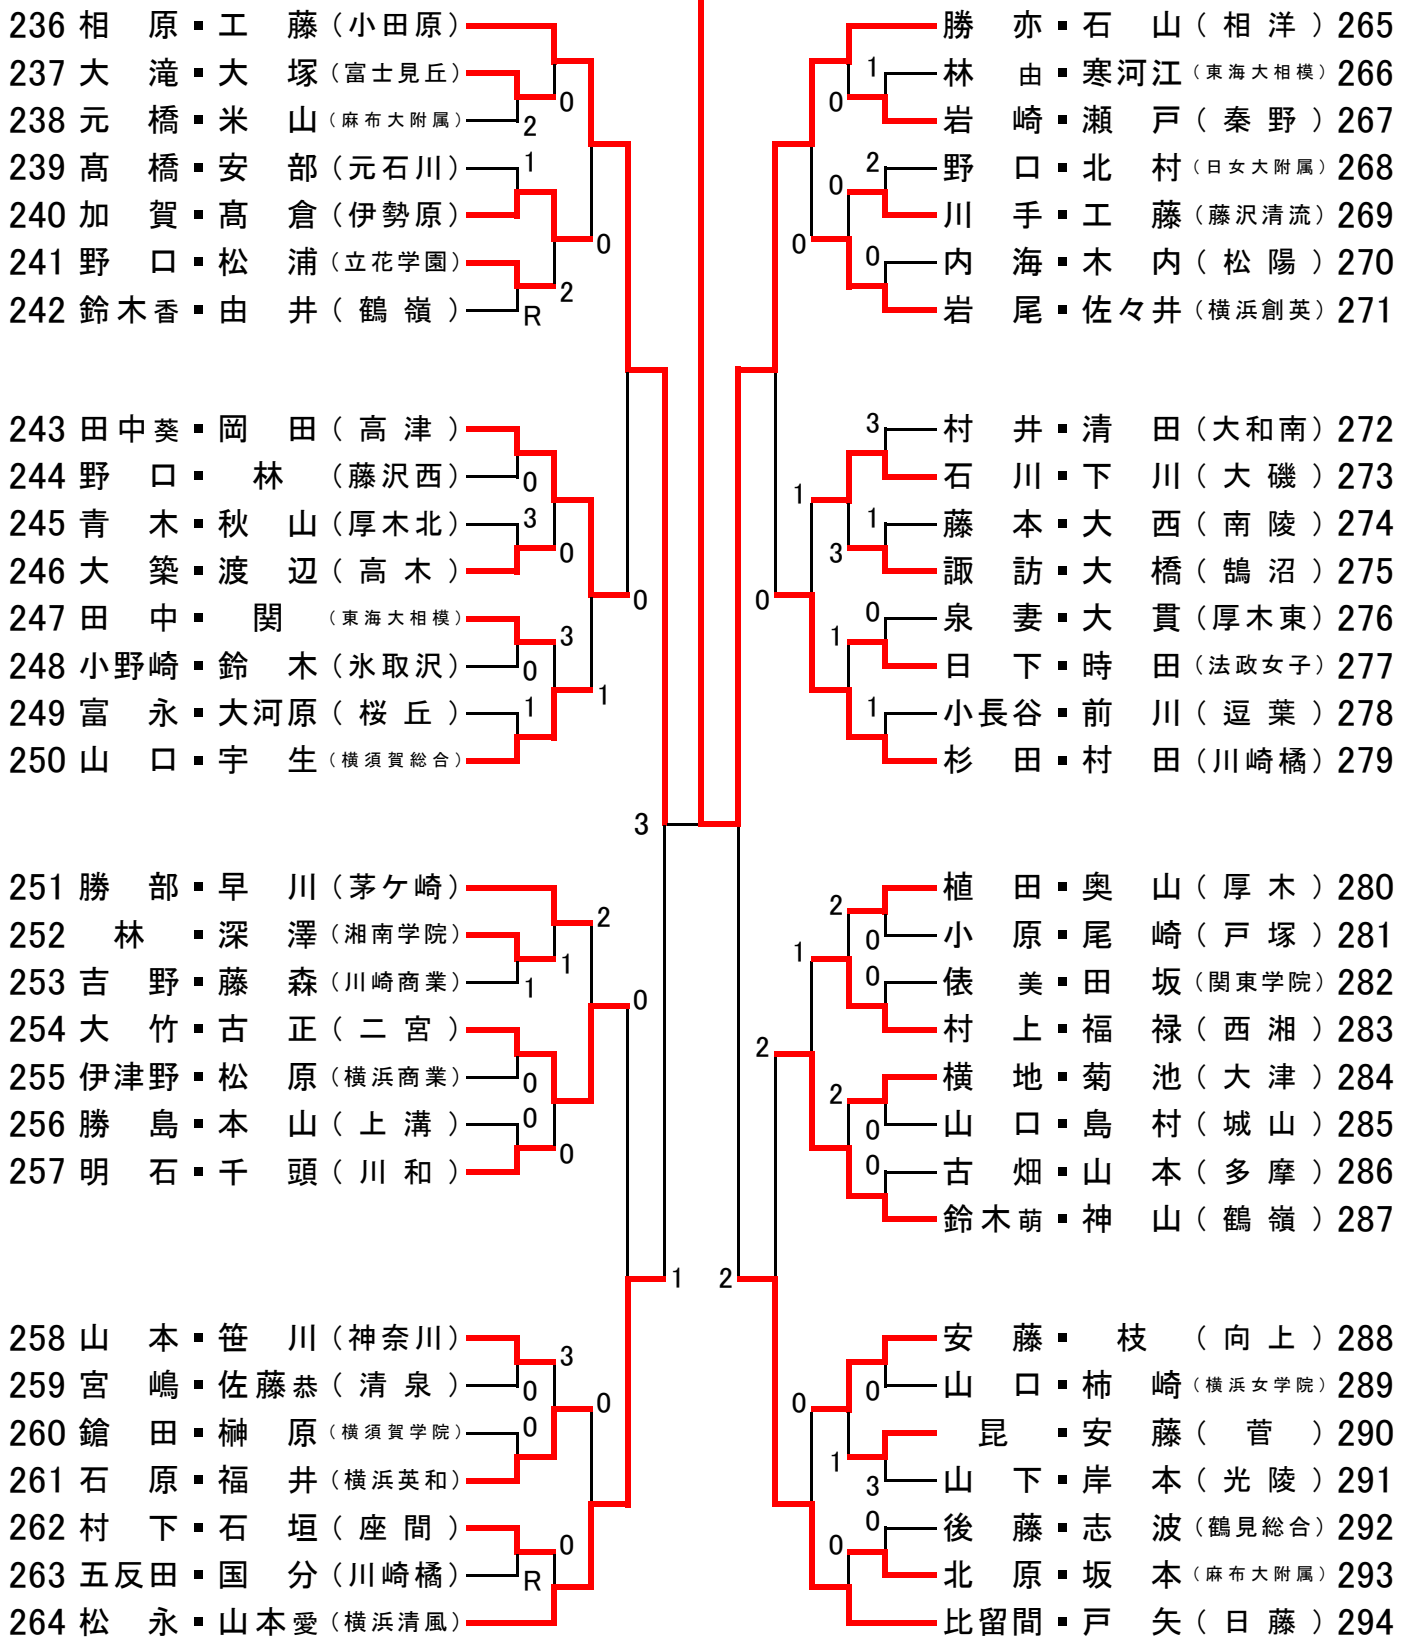 236 相原・工藤(小田原)
237 大滝・大塚(富士見丘)
0
238 元橋・米山(麻布大附属)
2
239 髙橋・安部(元石川)
1
240 加賀・髙倉(伊勢原)
0
241 野口・松浦(立花学園)
2
242 鈴木香・由井(鶴嶺)
R
243 田中葵・岡田(高津)
244 野口・林(藤沢西)
0
245 青木・秋山(厚木北)
3
0
246 大築・渡辺(高木)
0
247 田中・関(東海大相模)
3
248 小野崎・鈴木(氷取沢)
0
1
249 富永・大河原(桜丘)
1
250 山口・宇生(横須賀総合)
3
251 勝部・早川(茅ケ崎)
2
252 林・深澤(湘南学院)
1
253 吉野・藤森(川崎商業)
1
0
254 大竹・古正(二宮)
255 伊津野・松原(横浜商業)
0
256 勝島・本山(上溝)
0
0
257 明石・千頭(川和)
1
258 山本・笹川(神奈川)
3
259 宮嶋・佐藤恭(清泉)
0
0
260 鎗田・榊原(横須賀学院)
0
261 石原・福井(横浜英和)
262 村下・石垣(座間)
0
263 五反田・国分(川崎橘)
R
264 松永・山本愛(横浜清風)
勝亦・石山(相洋) 265
1
林由・寒河江(東海大相模) 266
0
岩崎・瀬戸(秦野) 267
2
野口・北村(日女大附属) 268
0
川手・工藤(藤沢清流) 269
0
0
内海・木内(松陽) 270
岩尾・佐々井(横浜創英) 271
3
村井・清田(大和南) 272
石川・下川(大磯) 273
1
1
藤本・大西(南陵) 274
3
諏訪・大橋(鵠沼) 275
0
0
泉妻・大貫(厚木東) 276
1
日下・時田(法政女子) 277
1
小長谷・前川(逗葉) 278
杉田・村田(川崎橘) 279
植田・奥山(厚木) 280
2
0
小原・尾崎(戸塚) 281
1
0
俵美・田坂(関東学院) 282
村上・福禄(西湘) 283
2
横地・菊池(大津) 284
2
0
山口・島村(城山) 285
0
古畑・山本(多摩) 286
鈴木萌・神山(鶴嶺) 287
2
安藤・枝(向上) 288
0
山口・柿崎(横浜女学院) 289
0
昆・安藤(菅) 290
1
3
山下・岸本(光陵) 291
0
後藤・志波(鶴見総合) 292
0
北原・坂本(麻布大附属) 293
比留間・戸矢(日藤) 294